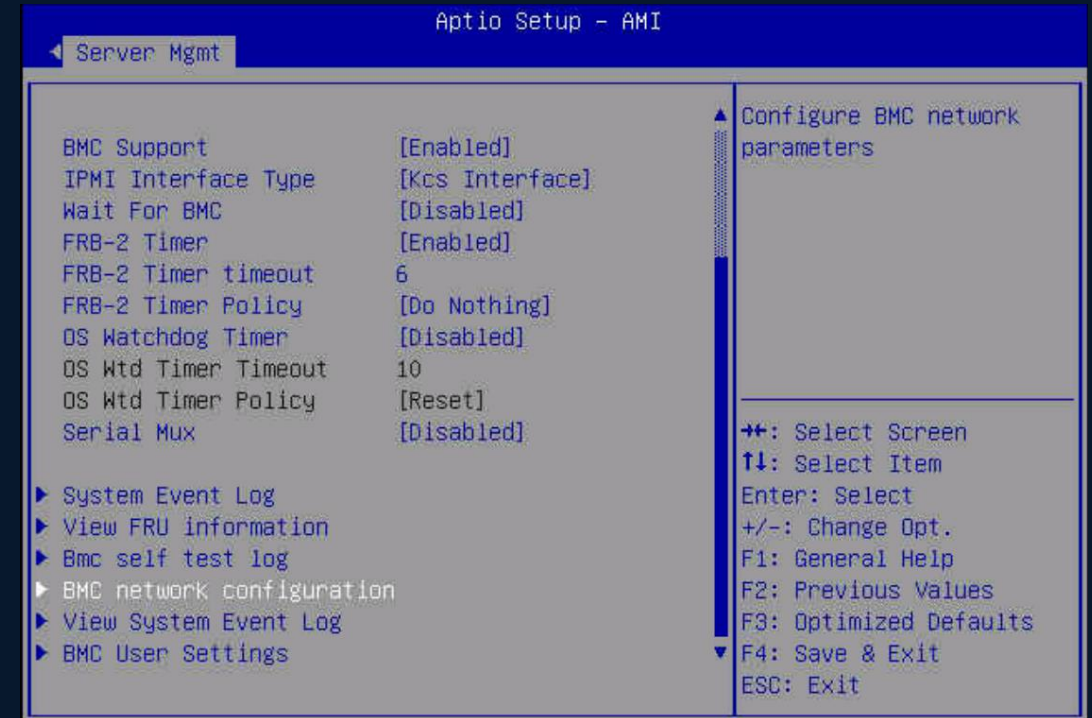 Aptio Setup – AMI
Server Mgmt
BMC Support [Enabled]
IPMI Interface Type [Kcs Interface]
Wait For BMC [Disabled]
FRB-2 Timer [Enabled]
FRB-2 Timer timeout 6
FRB-2 Timer Policy [Do Nothing]
OS Watchdog Timer [Disabled]
OS Wtd Timer Timeout 10
OS Wtd Timer Policy [Reset]
Serial Mux [Disabled]
System Event Log
View FRU information
Bmc self test log
BMC network configuration
View System Event Log
BMC User Settings
Configure BMC network
parameters
→←: Select Screen
↑↓: Select Item
Enter: Select
+/-: Change Opt.
F1: General Help
F2: Previous Values
F3: Optimized Defaults
F4: Save & Exit
ESC: Exit